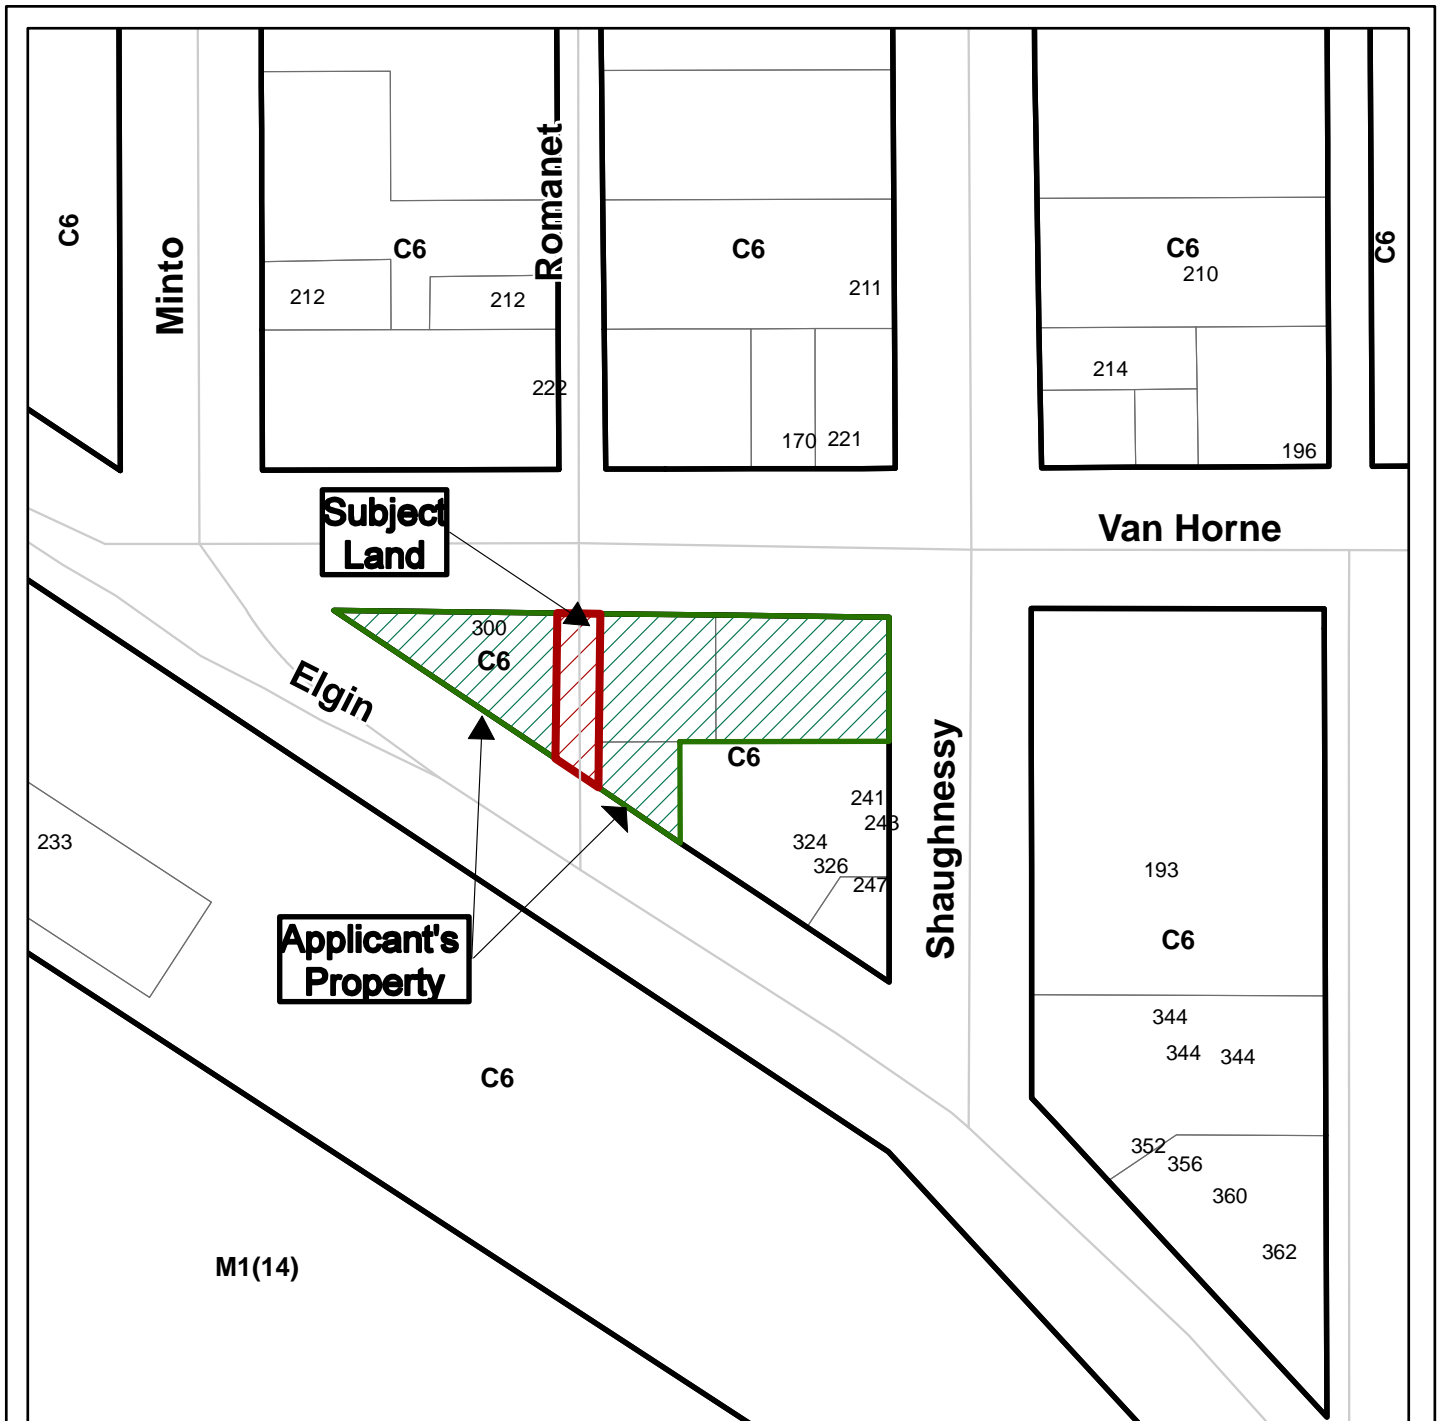 C6
Minto
C6
212
212
Romanet
222
C6
211
170
221
C6
210
214
196
C6
Van Horne
Subject
Land
300
C6
Elgin
C6
241
243
324
326
247
Shaughnessy
193
C6
344
344
344
352
356
360
362
233
Applicant's
Property
C6
M1(14)